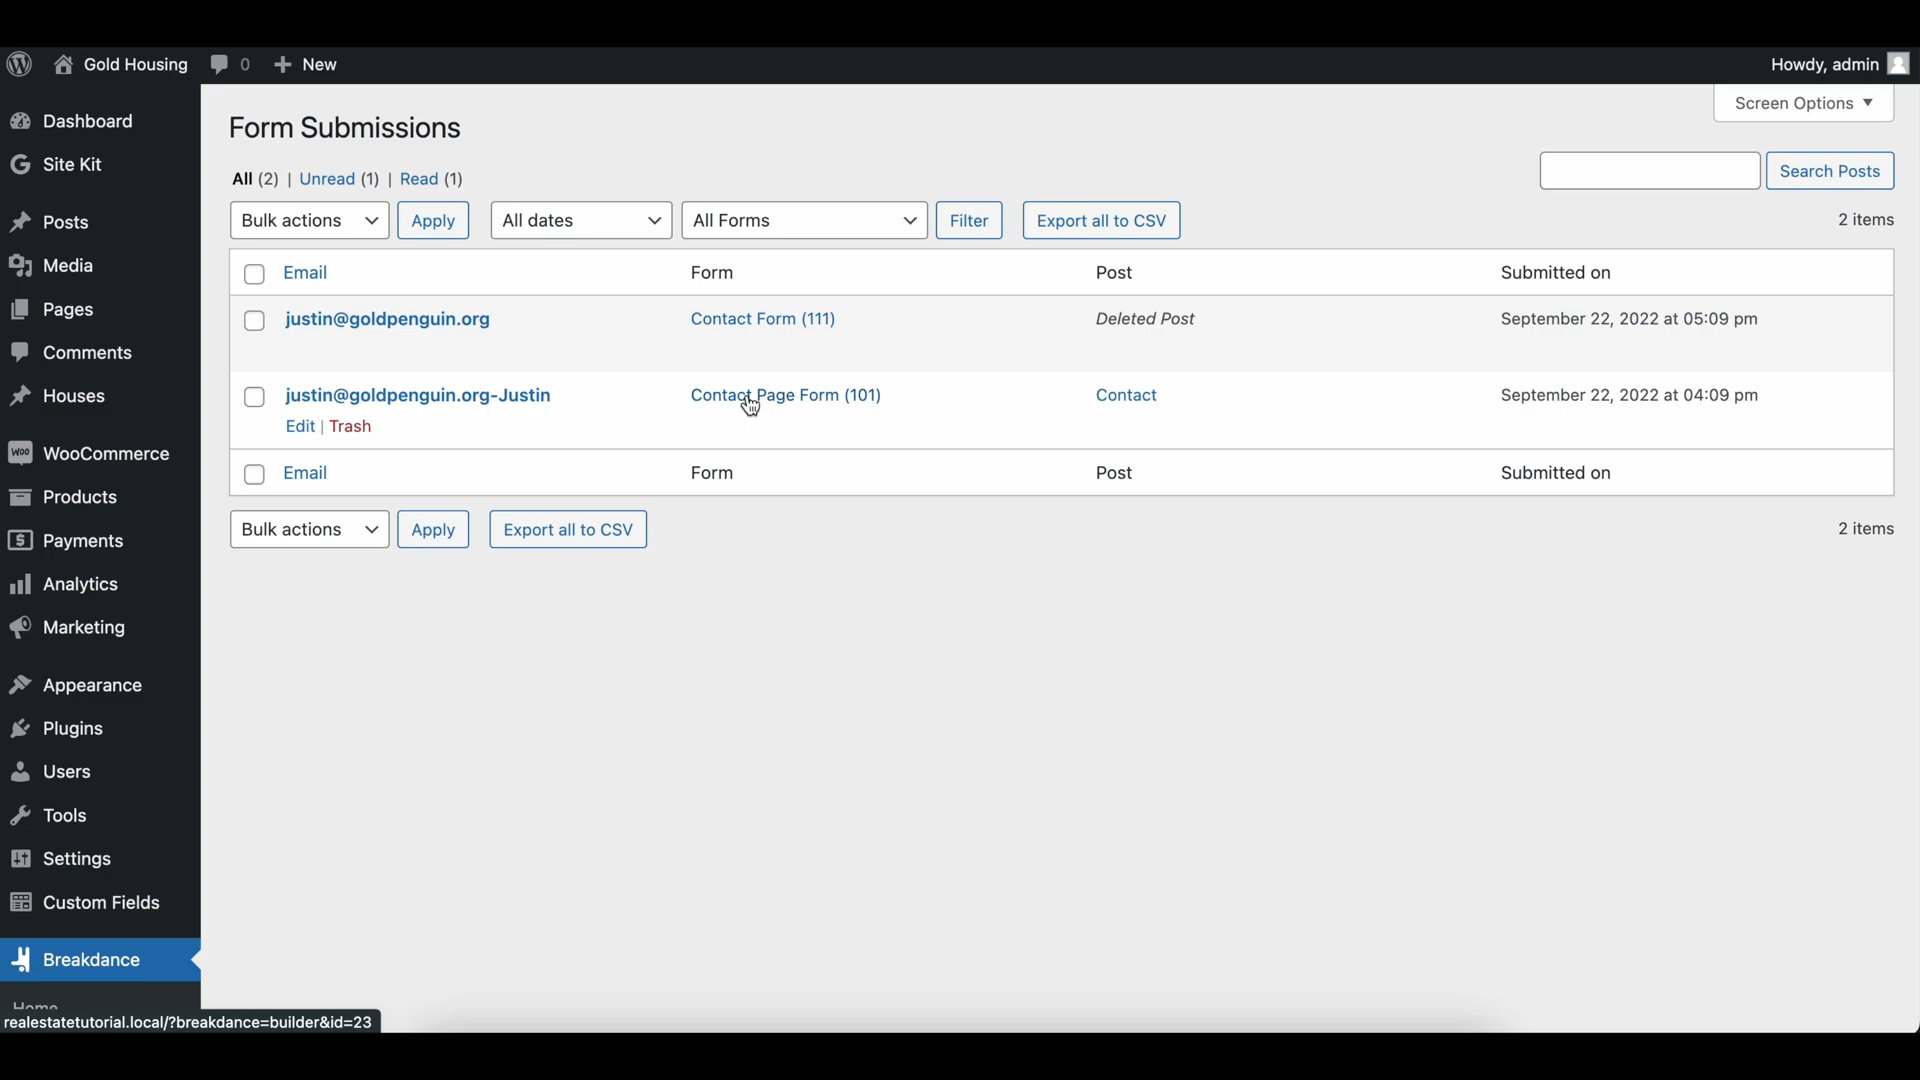 Gold Housing 0 New Howdy, admin
Screen Options
Dashboard
Site Kit
Posts
Media
Pages
Comments
Houses
WOO WooCommerce
Products
Payments
Analytics
Marketing
Appearance
Plugins
Users
Tools
Settings
Custom Fields
Breakdance
Home
Form Submissions
All (2) | Unread (1) | Read (1)
Search Posts
Bulk actions Apply All dates All Forms Filter Export all to CSV 2 items
Email Form Post Submitted on
justin@goldpenguin.org Contact Form (111) Deleted Post September 22, 2022 at 05:09 pm
justin@goldpenguin.org-Justin Contact Page Form (101) Contact September 22, 2022 at 04:09 pm
Edit | Trash
Email Form Post Submitted on
Bulk actions Apply Export all to CSV 2 items
realestatetutorial.local/?breakdance=builder&id=23